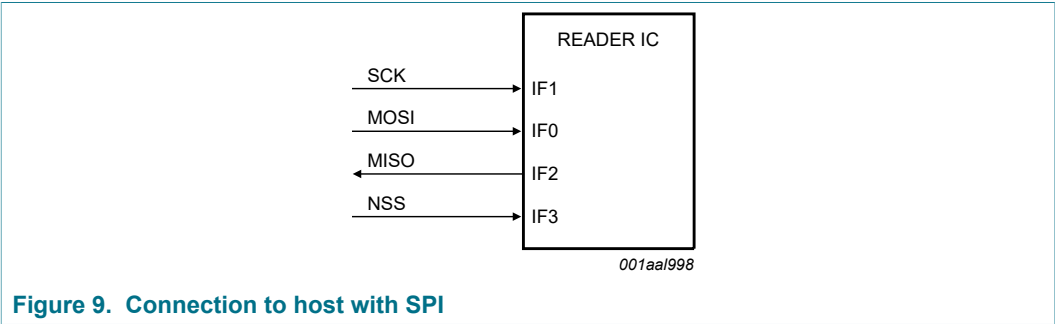 READER IC
SCK
IF1
MOSI
IF0
MISO
IF2
NSS
IF3
001aal998
Figure 9. Connection to host with SPI